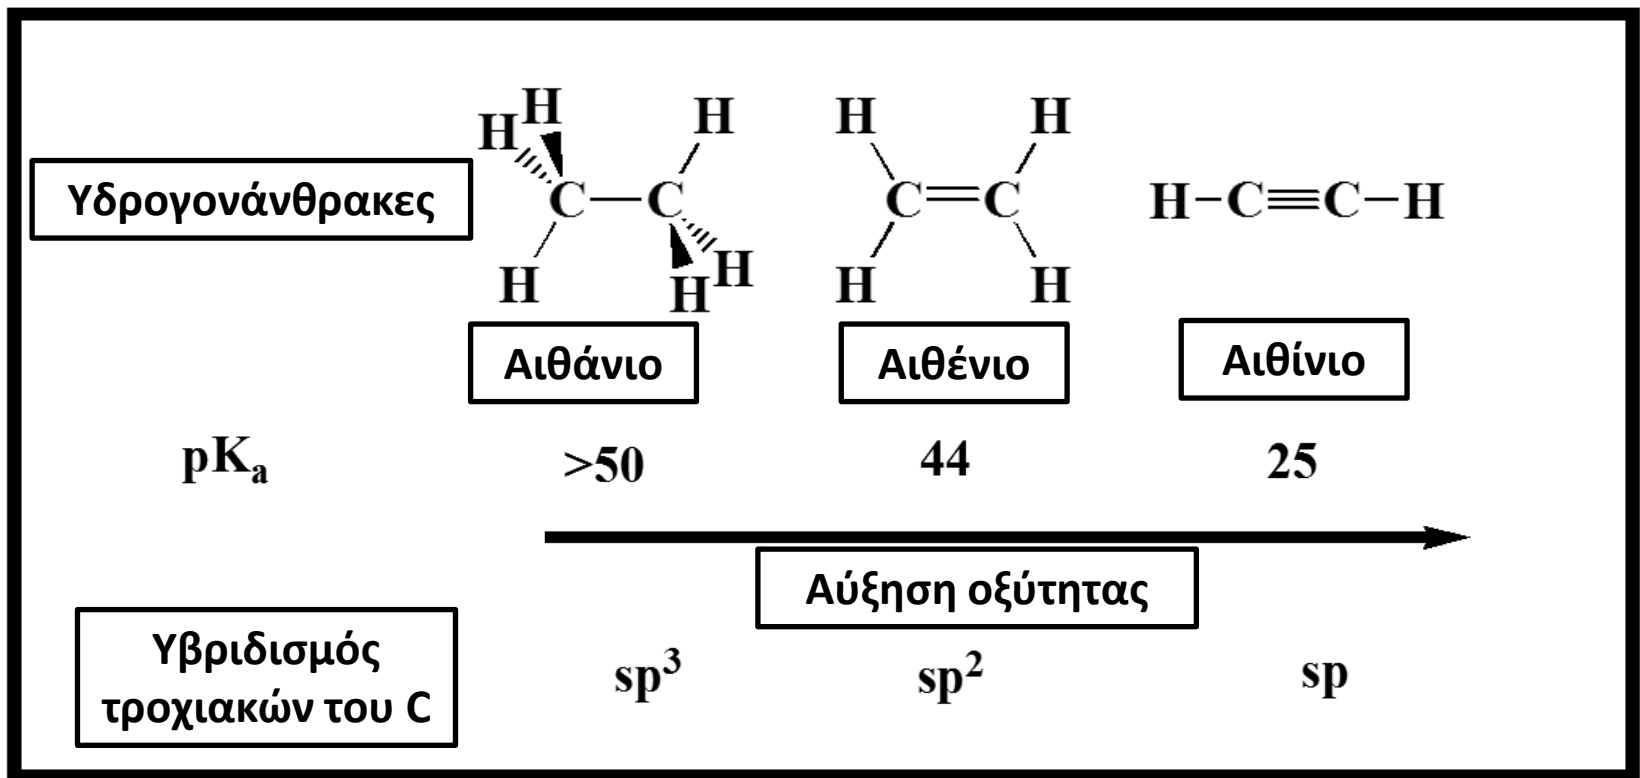 Υδρογονάνθρακες
H H H
C C
H H H
H H
C C
H H
H C C H
Αιθάνιο Αιθένιο Αιθίνιο
pKₐ >50 44 25
Αύξηση οξύτητας
Υβριδισμός
τροχιακών του C
sp³ sp² sp